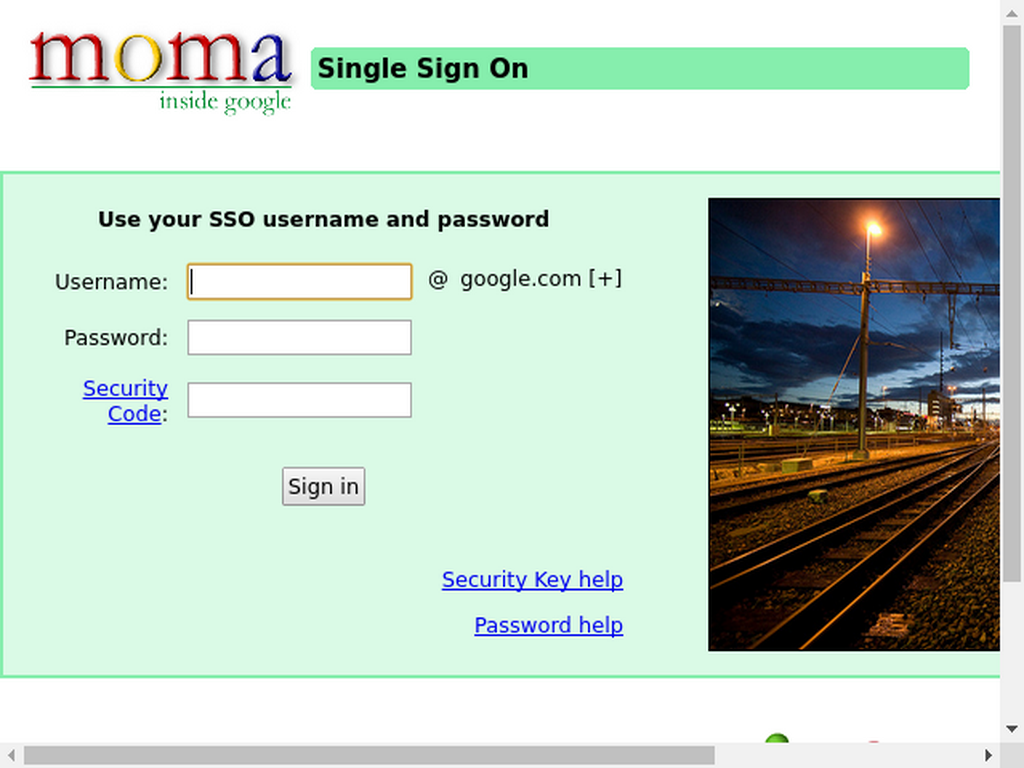 moma
inside google
Single Sign On
Use your SSO username and password
Username:
@ google.com [+]
Password:
Security
Code:
Sign in
Security Key help
Password help